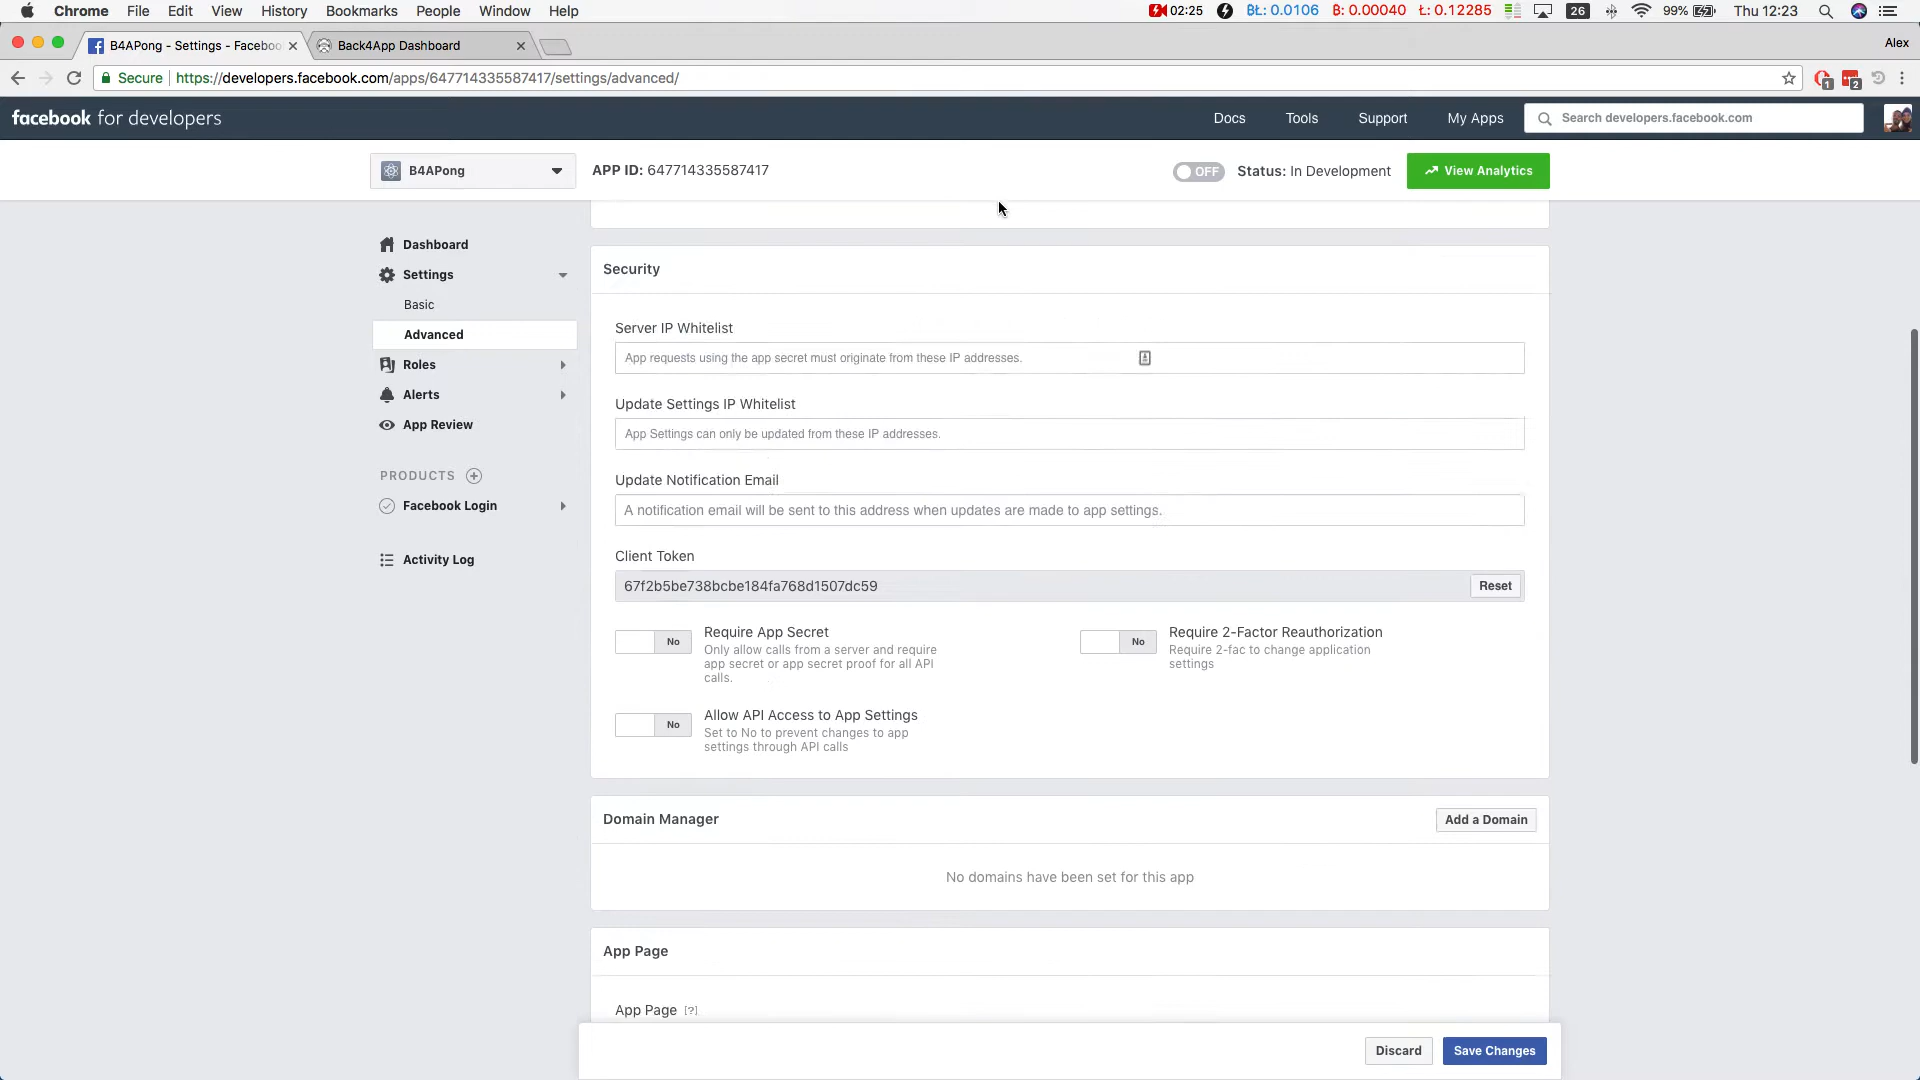 Chrome File Edit View History Bookmarks People Window Help 02:25 BŁ: 0.0106 B: 0.00040 Ł: 0.12285 26 99% Thu 12:23
B4APong - Settings - Faceboo Back4App Dashboard Alex
Secure https://developers.facebook.com/apps/647714335587417/settings/advanced/ 1 2
facebook for developers Docs Tools Support My Apps Search developers.facebook.com
B4APong APP ID: 647714335587417 OFF Status: In Development View Analytics
Dashboard
Settings
Basic
Advanced
Roles
Alerts
App Review
PRODUCTS
Facebook Login
Activity Log
Security
Server IP Whitelist
App requests using the app secret must originate from these IP addresses.
Update Settings IP Whitelist
App Settings can only be updated from these IP addresses.
Update Notification Email
A notification email will be sent to this address when updates are made to app settings.
Client Token
67f2b5be738bcbe184fa768d1507dc59 Reset
No Require App Secret
Only allow calls from a server and require
app secret or app secret proof for all API
calls.
No Require 2-Factor Reauthorization
Require 2-fac to change application
settings
No Allow API Access to App Settings
Set to No to prevent changes to app
settings through API calls
Domain Manager Add a Domain
No domains have been set for this app
App Page
App Page [?]
Discard Save Changes